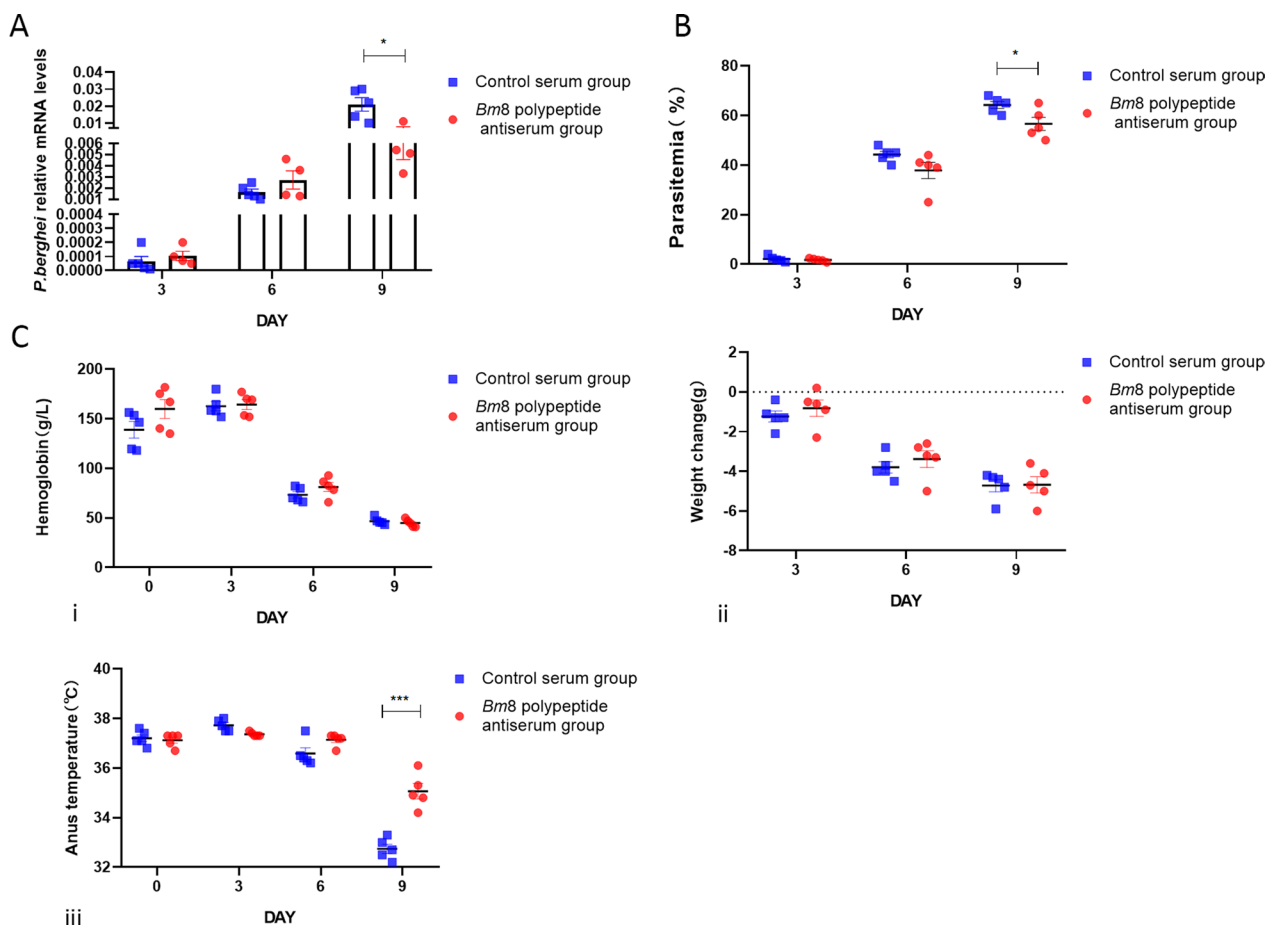 A
P.berghei relative mRNA levels
0.04
0.03
0.02
0.01
0.006
0.005
0.004
0.003
0.002
0.001
0.0004
0.0003
0.0002
0.0001
0.0000
*
3
6
9
DAY
Control serum group
Bm8 polypeptide
antiserum group
B
Parasitemia ( %)
80
60
40
20
0
*
3
6
9
DAY
Control serum group
Bm8 polypeptide
antiserum group
C
Hemoglobin (g/L)
200
150
100
50
0
0
3
6
9
DAY
i
Control serum group
Bm8 polypeptide
antiserum group
Weight change(g)
2
0
-2
-4
-6
-8
3
6
9
DAY
ii
Control serum group
Bm8 polypeptide
antiserum group
Anus temperature (°C)
40
38
36
34
32
***
0
3
6
9
DAY
iii
Control serum group
Bm8 polypeptide
antiserum group